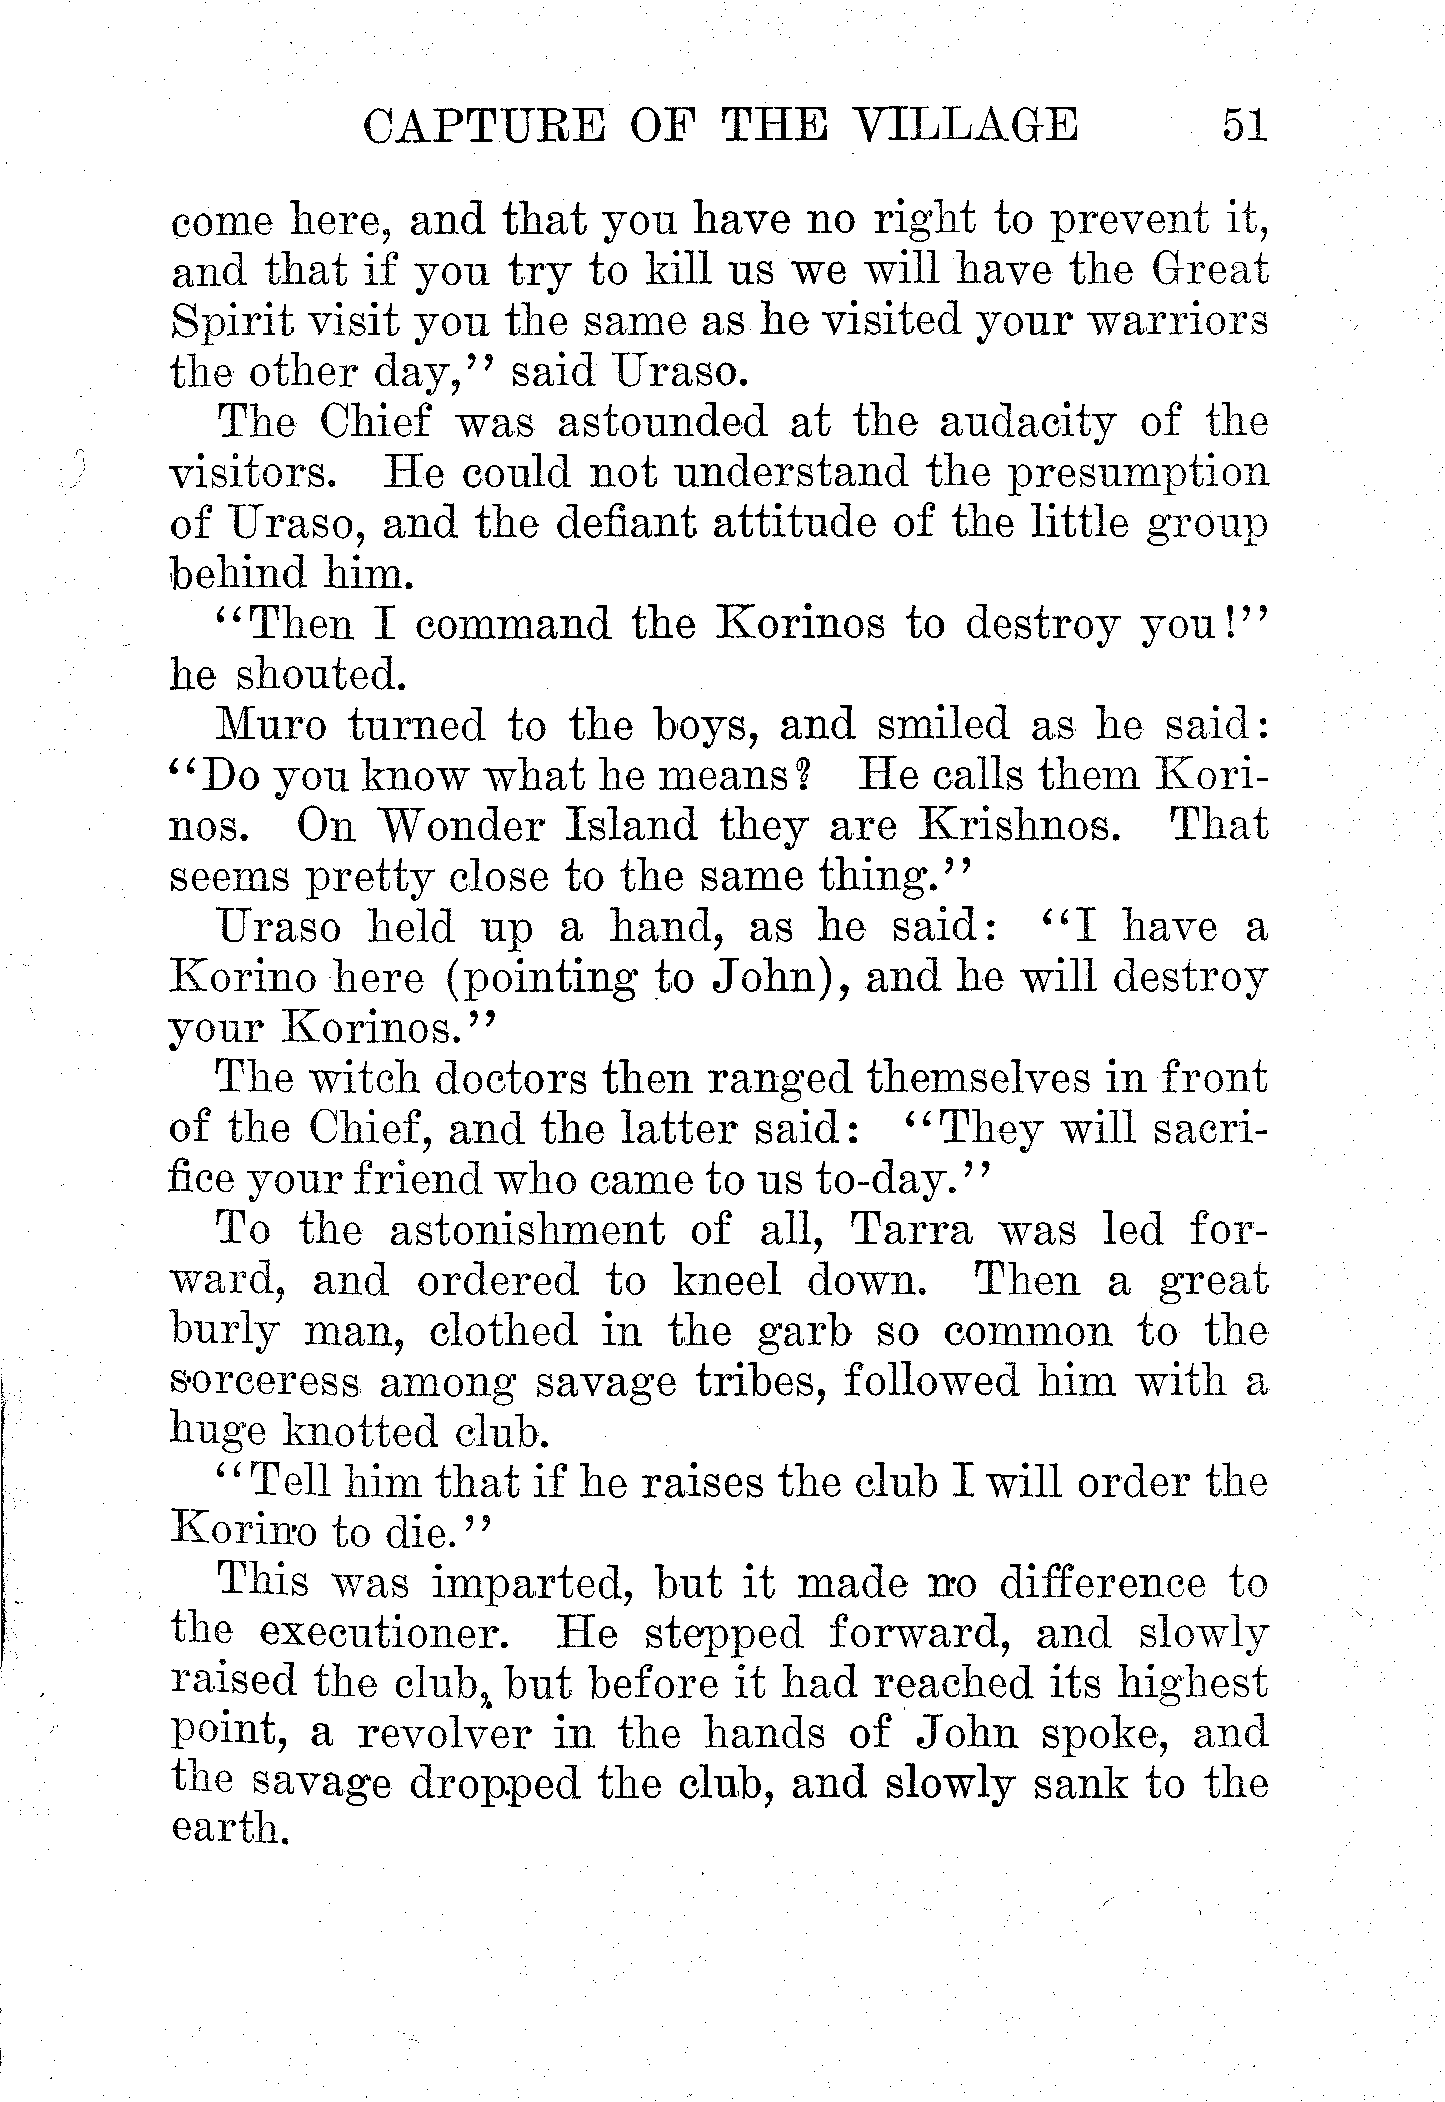 CAPTURE OF THE VILLAGE 51
come here, and that you have no right to prevent it,
and that if you try to kill us we will have the Great
Spirit visit you the same as he visited your warriors
the other day,'' said Uraso.
The Chief was astounded at the audacity of the
visitors. He could not understand the presumption
of Uraso, and the defiant attitude of the little group
behind him.
''Then I command the Korinos to destroy you!''
he shouted.
Muro turned to the boys, and smiled as he said:
''Do you know what he means? He calls them Kori-
nos. On Wonder Island they are Krishnos. That
seems pretty close to the same thing.''
Uraso held up a hand, as he said: ''I have a
Korino here (pointing to John), and he will destroy
your Korinos.''
The witch doctors then ranged themselves in front
of the Chief, and the latter said: ''They will sacri-
fice your friend who came to us to-day.''
To the astonishment of all, Tarra was led for-
ward, and ordered to kneel down. Then a great
burly man, clothed in the garb so common to the
sorceress among savage tribes, followed him with a
huge knotted club.
''Tell him that if he raises the club I will order the
Korino to die.''
This was imparted, but it made no difference to
the executioner. He stepped forward, and slowly
raised the club, but before it had reached its highest
point, a revolver in the hands of John spoke, and
the savage dropped the club, and slowly sank to the
earth.